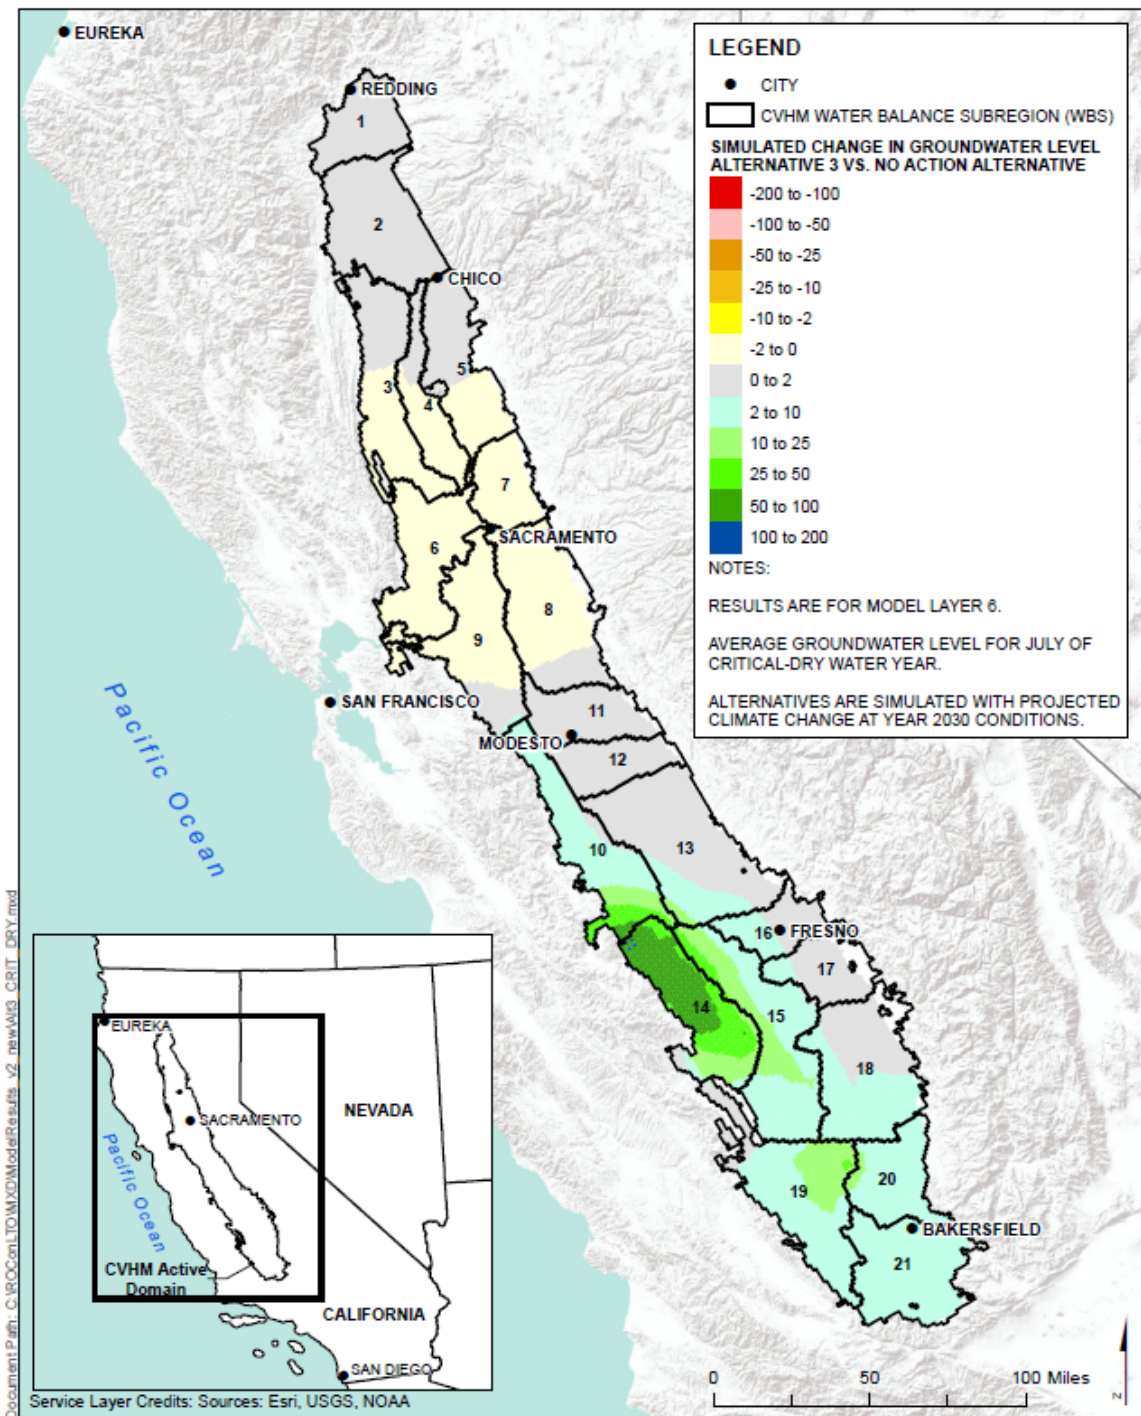 EUREKA
REDDING
1
2
CHICO
3
4
5
7
SACRAMENTO
6
8
9
SAN FRANCISCO
11
MODESTO
12
10
13
16
FRESNO
17
14
15
18
19
20
BAKERSFIELD
21
Pacific Ocean
LEGEND
CITY
CVHM WATER BALANCE SUBREGION (WBS)
SIMULATED CHANGE IN GROUNDWATER LEVEL
ALTERNATIVE 3 VS. NO ACTION ALTERNATIVE
-200 to -100
-100 to -50
-50 to -25
-25 to -10
-10 to -2
-2 to 0
0 to 2
2 to 10
10 to 25
25 to 50
50 to 100
100 to 200
NOTES:
RESULTS ARE FOR MODEL LAYER 6.
AVERAGE GROUNDWATER LEVEL FOR JULY OF
CRITICAL-DRY WATER YEAR.
ALTERNATIVES ARE SIMULATED WITH PROJECTED
CLIMATE CHANGE AT YEAR 2030 CONDITIONS.
EUREKA
SACRAMENTO
NEVADA
Pacific Ocean
CVHM Active
Domain
CALIFORNIA
SAN DIEGO
Service Layer Credits: Sources: Esri, USGS, NOAA
0 50 100 Miles
Z